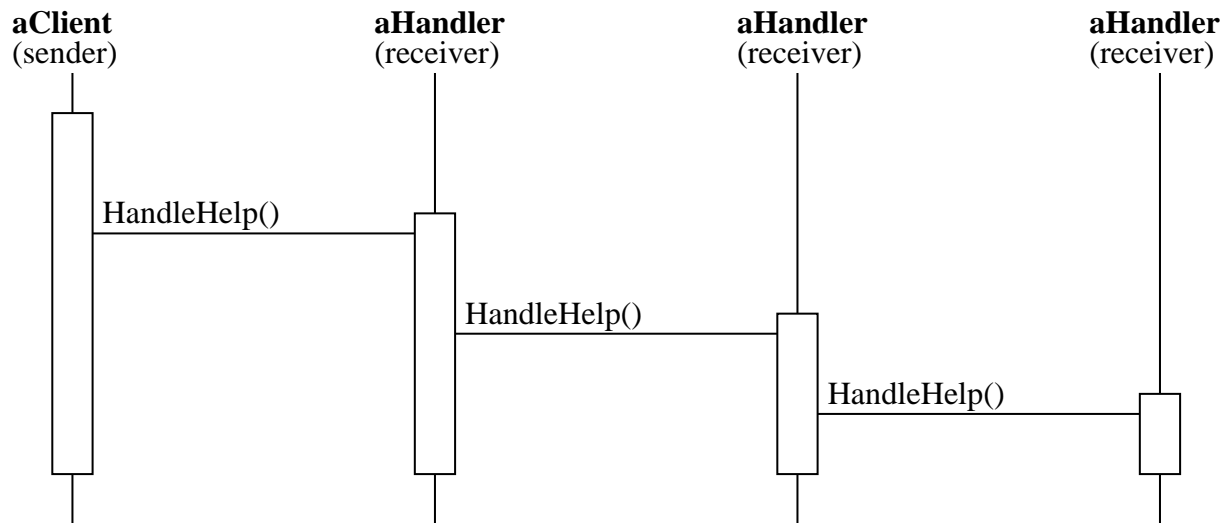 aClient
(sender)
aHandler
(receiver)
aHandler
(receiver)
aHandler
(receiver)
HandleHelp()
HandleHelp()
HandleHelp()